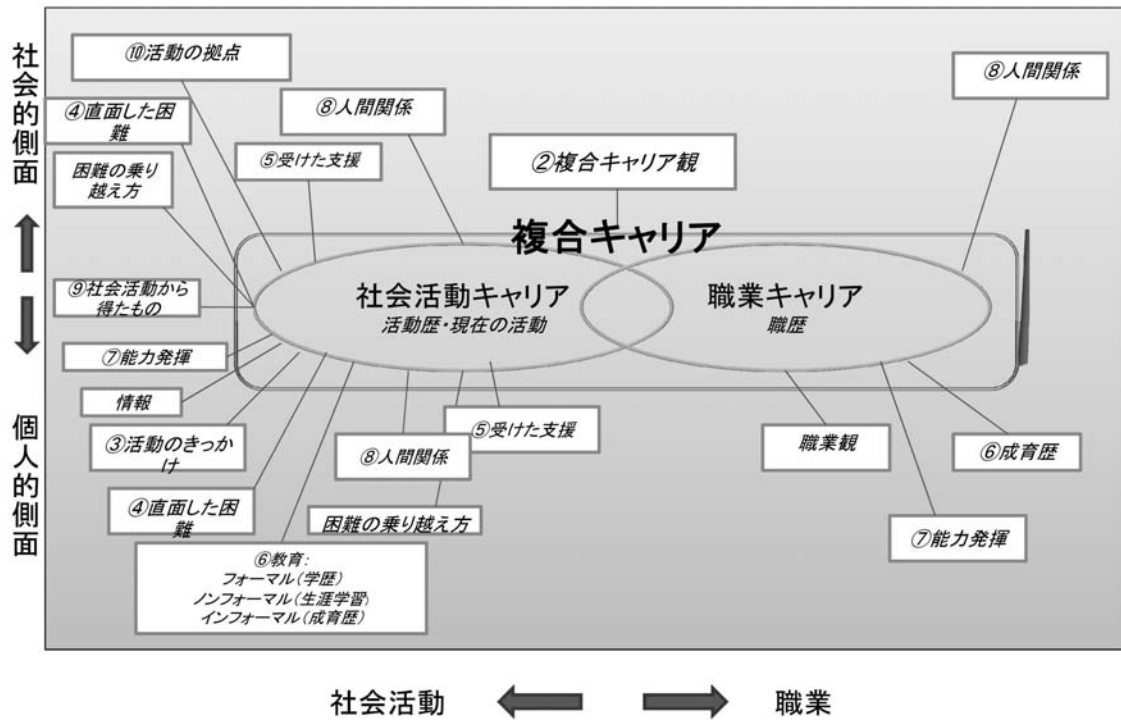 社会的側面
個人的側面
⑩活動の拠点
④直面した困
難
⑧人間関係
⑧人間関係
⑤受けた支援
②複合キャリア観
困難の乗り
越え方
複合キャリア
⑨社会活動から
得たもの
社会活動キャリア
活動歴・現在の活動
職業キャリア
職歴
⑦能力発揮
情報
③活動のきっか
け
⑧人間関係
⑤受けた支援
職業観
⑥成育歴
④直面した困
難
困難の乗り越え方
⑦能力発揮
⑥教育:
フォーマル(学歴)
ノンフォーマル(生涯学習)
インフォーマル(成育歴)
社会活動
職業